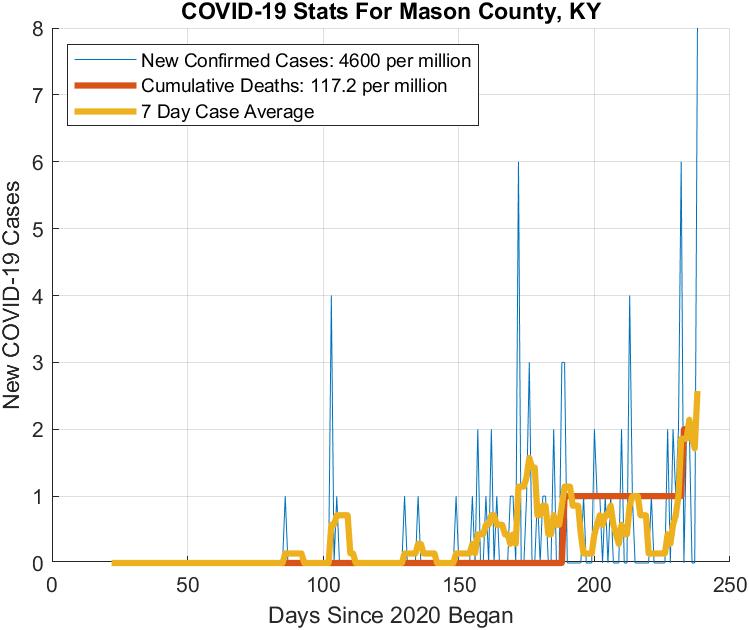 COVID-19 Stats For Mason County, KY
New Confirmed Cases: 4600 per million
Cumulative Deaths: 117.2 per million
7 Day Case Average
New COVID-19 Cases
8
7
6
5
4
3
2
1
0
0 50 100 150 200 250
Days Since 2020 Began